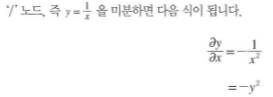 '/' 노드, 즉 y = 1/x 을 미분하면 다음 식이 됩니다.
∂y/∂x = -1/x²
= -y²